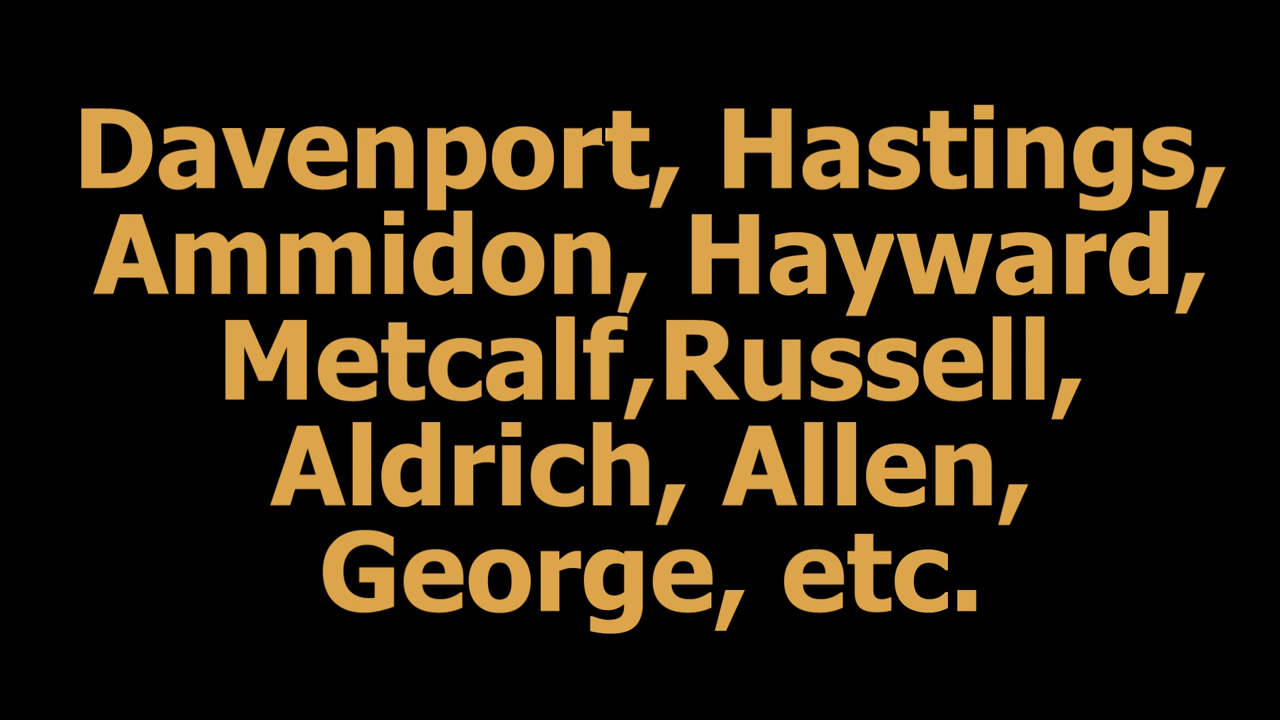 Davenport, Hastings,
Ammidon, Hayward,
Metcalf,Russell,
Aldrich, Allen,
George, etc.